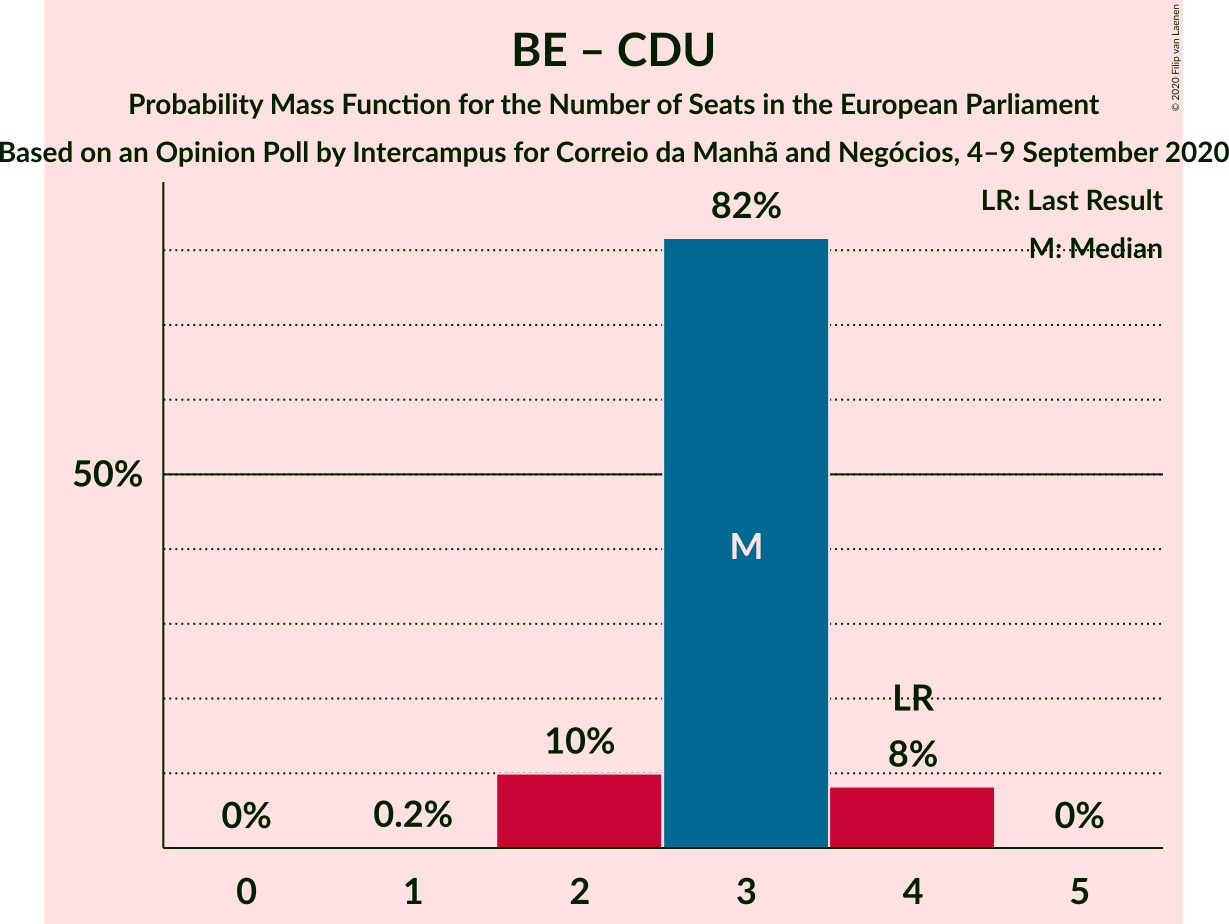 BE – CDU
Probability Mass Function for the Number of Seats in the European Parliament
Based on an Opinion Poll by Intercampus for Correio da Manhã and Negócios, 4–9 September 2020
© 2020 Filip van Laenen
LR: Last Result
M: Median
82%
50%
M
LR
10%
8%
0%
0.2%
0%
0
1
2
3
4
5